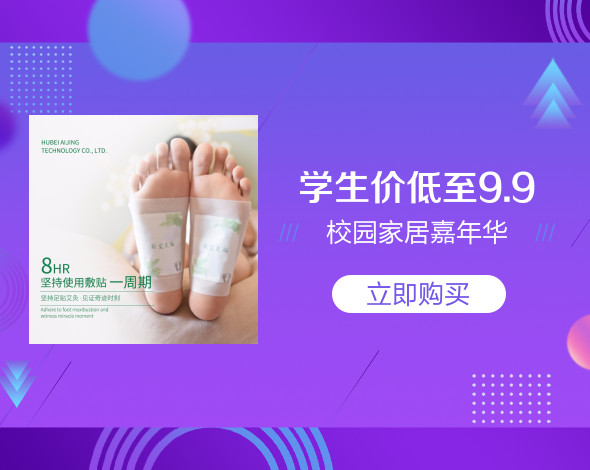 HUBEI AIJING
TECHNOLOGY CO., LTD.
8HR
坚持使用敷贴 一周期
坚持足贴艾灸·见证奇迹时刻
Adhere to foot moxibustion and
witness miracle moment
学生价低至9.9
校园家居嘉年华
立即购买